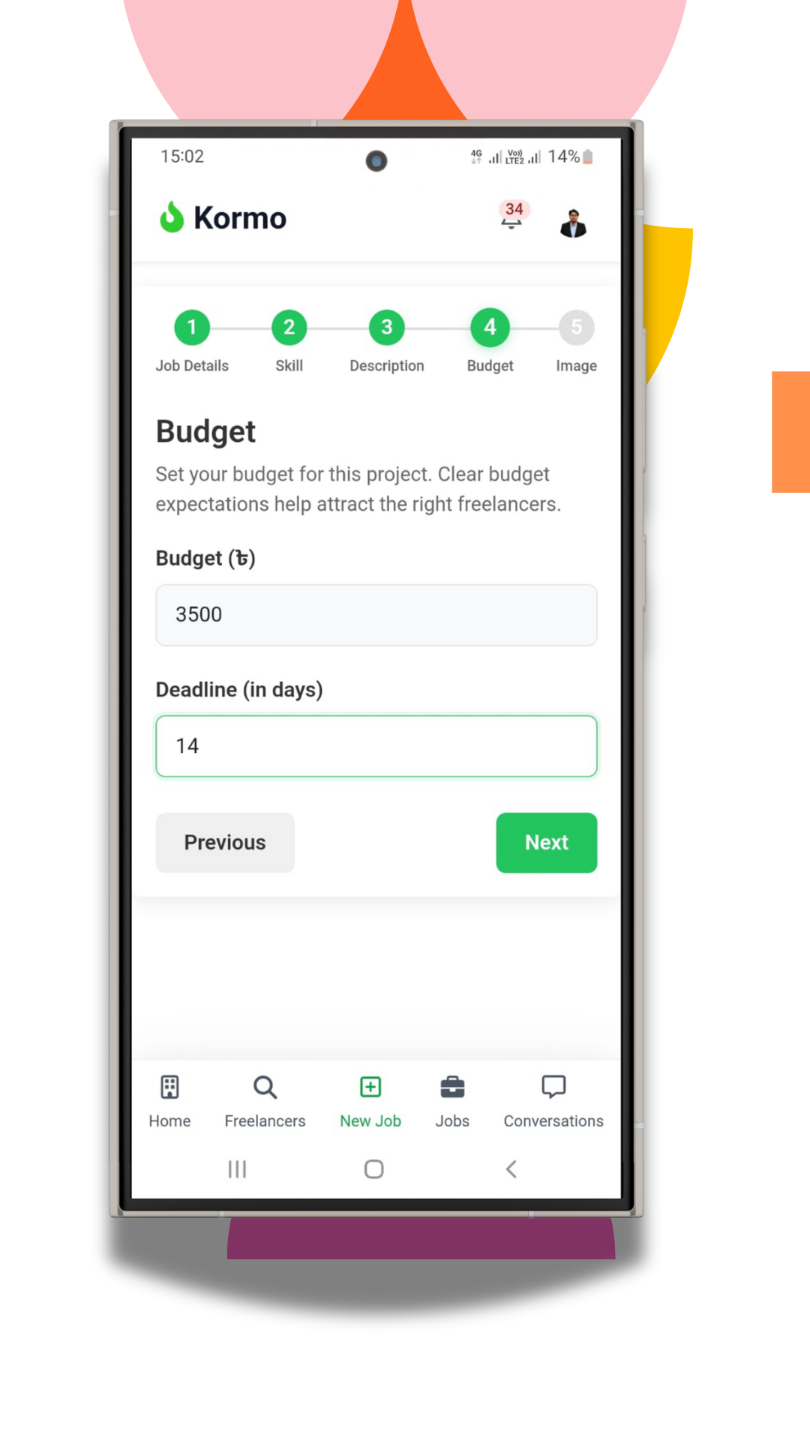 15:02
4G Vo)) LTE2 14%
Kormo
34
1 2 3 4 5
Job Details Skill Description Budget Image
Budget
Set your budget for this project. Clear budget
expectations help attract the right freelancers.
Budget (৳)
3500
Deadline (in days)
14
Previous Next
Home Freelancers New Job Jobs Conversations